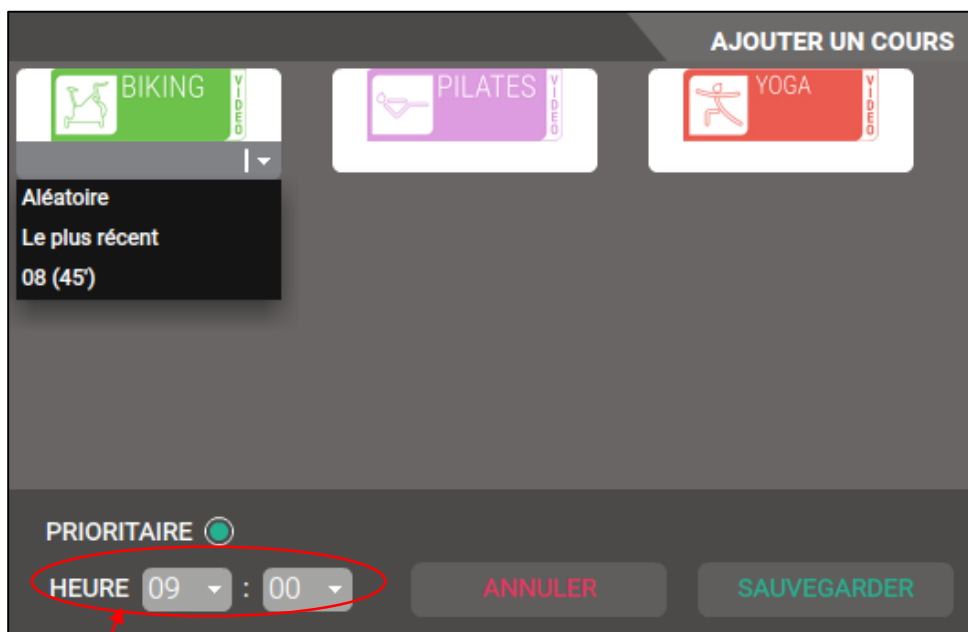 AJOUTER UN COURS
BIKING
VIDEO
PILATES
VIDEO
YOGA
VIDEO
Aléatoire
Le plus récent
08 (45')
PRIORITAIRE
HEURE 09 : 00
ANNULER
SAUVEGARDER